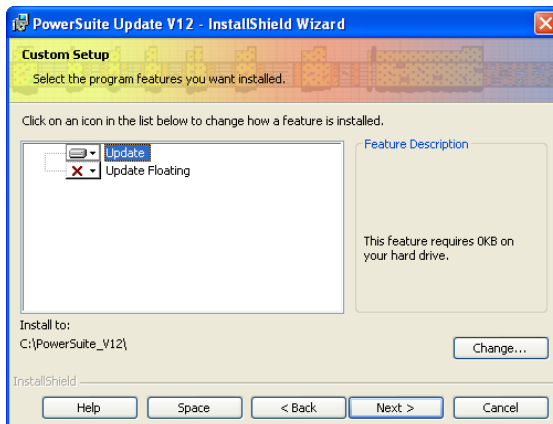 PowerSuite Update V12 - InstallShield Wizard
Custom Setup
Select the program features you want installed.
Click on an icon in the list below to change how a feature is installed.
Update
Update Floating
Feature Description
This feature requires 0KB on
your hard drive.
Install to:
C:\PowerSuite_V12\
Change...
InstallShield
Help
Space
< Back
Next >
Cancel